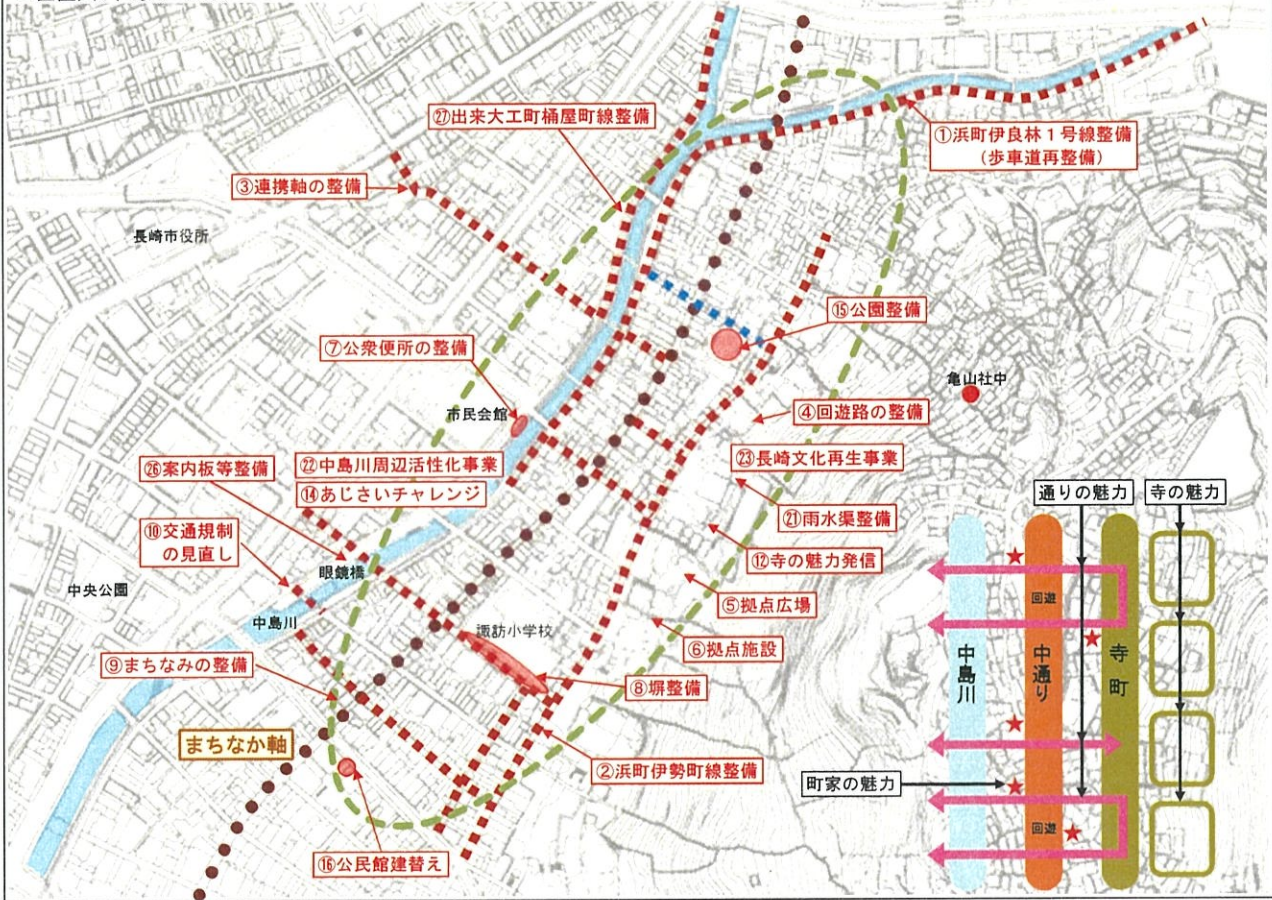 ㉗出来大工町桶屋町線整備
①浜町伊良林1号線整備
(歩車道再整備)
③連携軸の整備
長崎市役所
⑮公園整備
⑦公衆便所の整備
亀山社中
市民会館
④回遊路の整備
㉖案内板等整備
㉒中島川周辺活性化事業
㉓長崎文化再生事業
⑭あじさいチャレンジ
通りの魅力
寺の魅力
㉑雨水渠整備
⑩交通規制
の見直し
⑫寺の魅力発信
眼鏡橋
中央公園
⑤拠点広場
回遊
中島川
諏訪小学校
⑥拠点施設
⑨まちなみの整備
⑧塀整備
中島川
中通り
寺町
まちなか軸
②浜町伊勢町線整備
町家の魅力
回遊
⑯公民館建替え